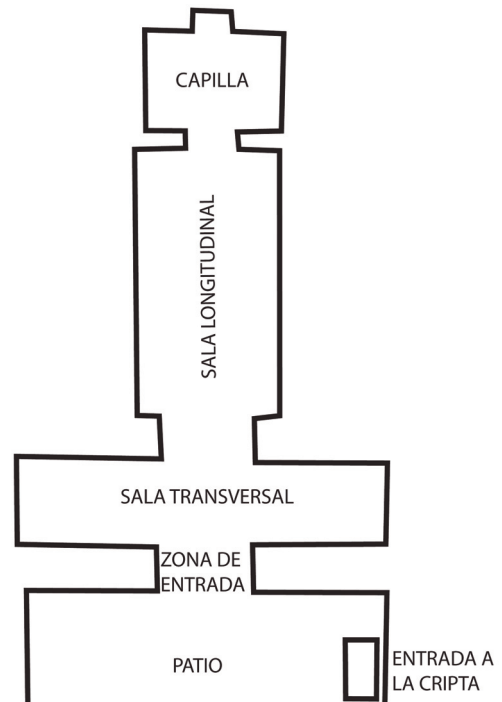 CAPILLA
SALA LONGITUDINAL
SALA TRANSVERSAL
ZONA DE
ENTRADA
PATIO
ENTRADA A
LA CRIPTA